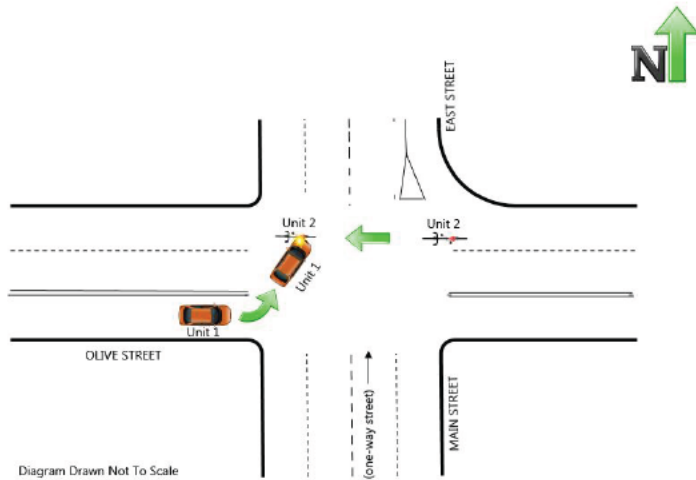 N
EAST STREET
Unit 2
Unit 2
Unit 1
Unit 1
OLIVE STREET
(one-way street)
MAIN STREET
Diagram Drawn Not To Scale